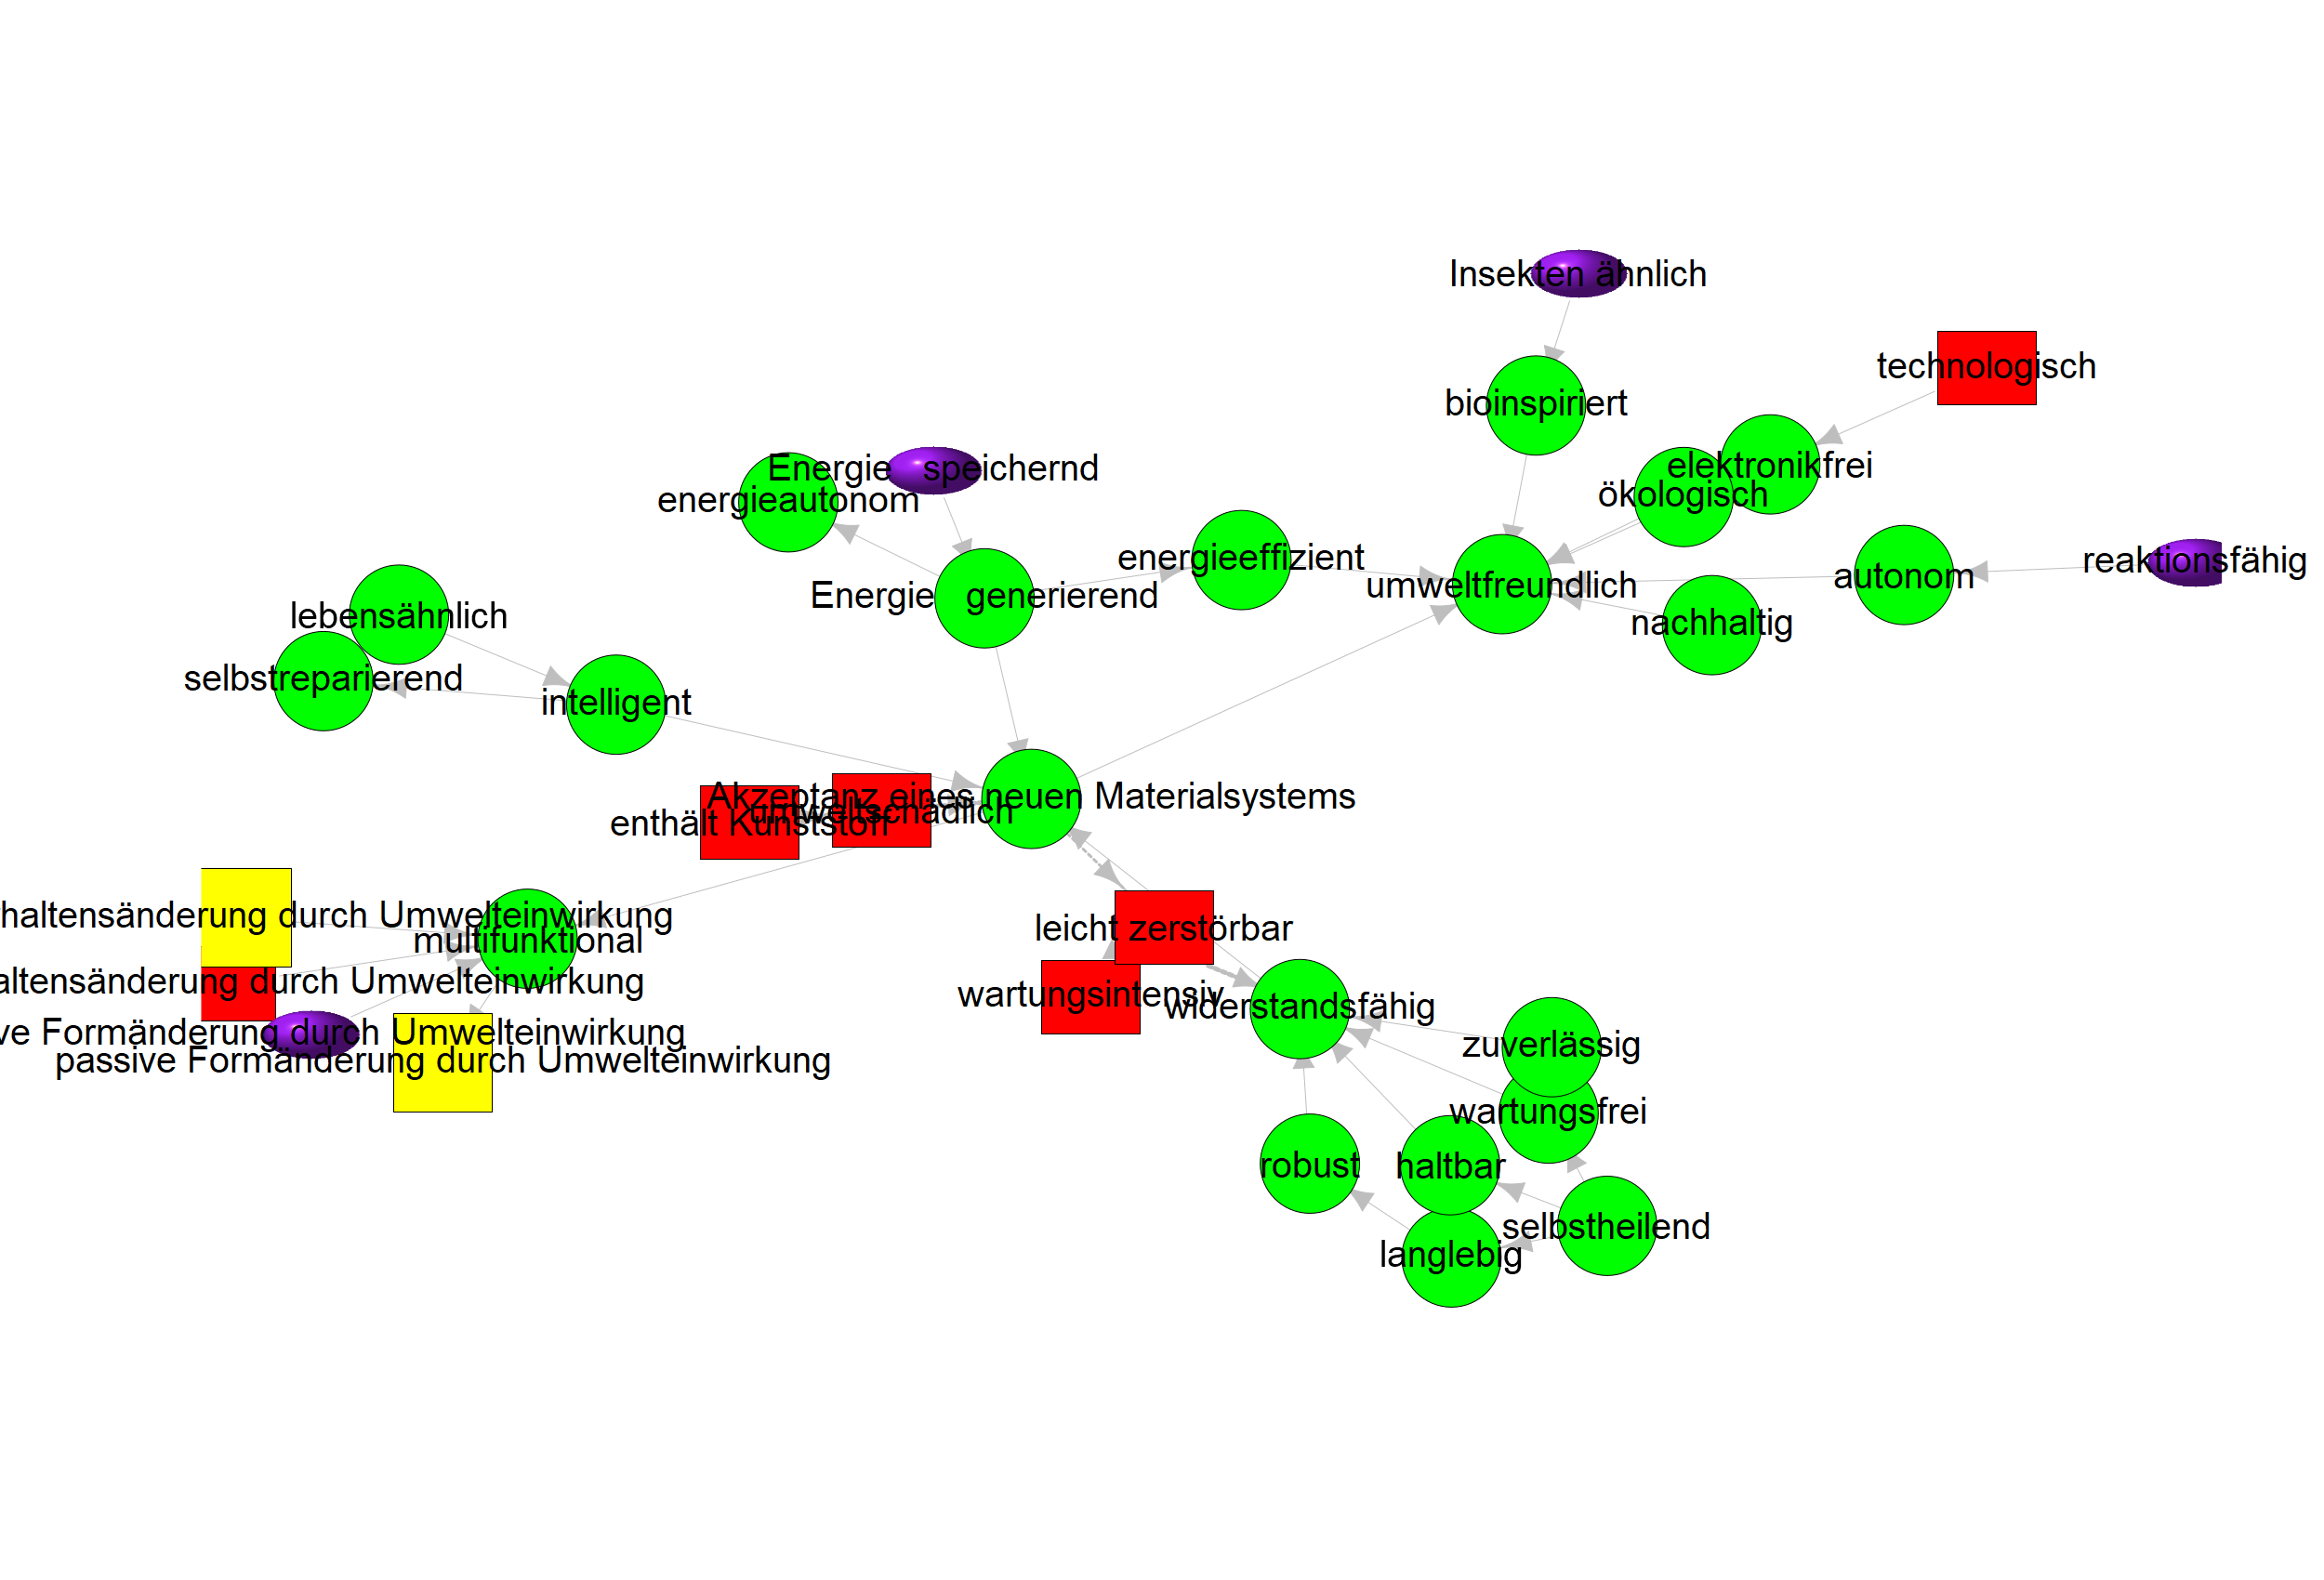 Insekten ähnlich
technologisch
bioinspiriert
Energie speichernd
elektronikfrei
energieautonom
ökologisch
energieeffizient
reaktionsfähig
umweltfreundlich
autonom
Energie generierend
lebensähnlich
nachhaltig
selbstreparierend
intelligent
Akzeptanz eines neuen Materialsystems
umweltschädlich
enthält Kunststoff
haltensänderung durch Umwelteinwirkung
leicht zerstörbar
multifunktional
altensänderung durch Umwelteinwirkung
wartungsintensiv
widerstandsfähig
ve Formänderung durch Umwelteinwirkung
zuverlässig
passive Formänderung durch Umwelteinwirkung
wartungsfrei
robust
haltbar
selbstheilend
langlebig